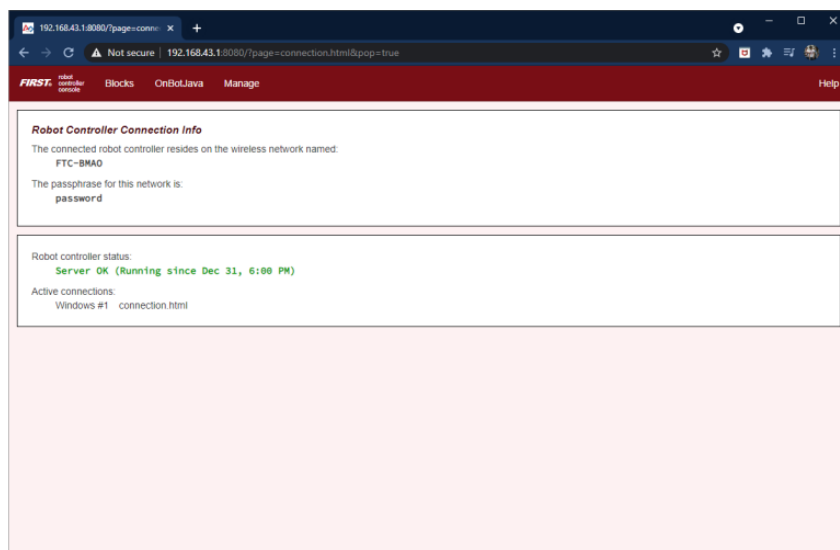 192.168.43.1:8080/?page=conne
Not secure 192.168.43.1:8080/?page=connection.html&pop=true
FIRST. robot controller console Blocks OnBotJava Manage Help
Robot Controller Connection Info
The connected robot controller resides on the wireless network named:
FTC-BMAO
The passphrase for this network is:
password
Robot controller status:
Server OK (Running since Dec 31, 6:00 PM)
Active connections:
Windows #1 connection.html